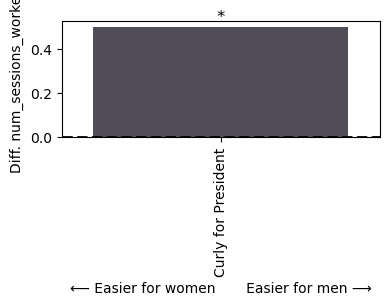 *
Diff. num_sessions_worke
0.4
0.2
0.0
Curly for President
⟵ Easier for women Easier for men ⟶